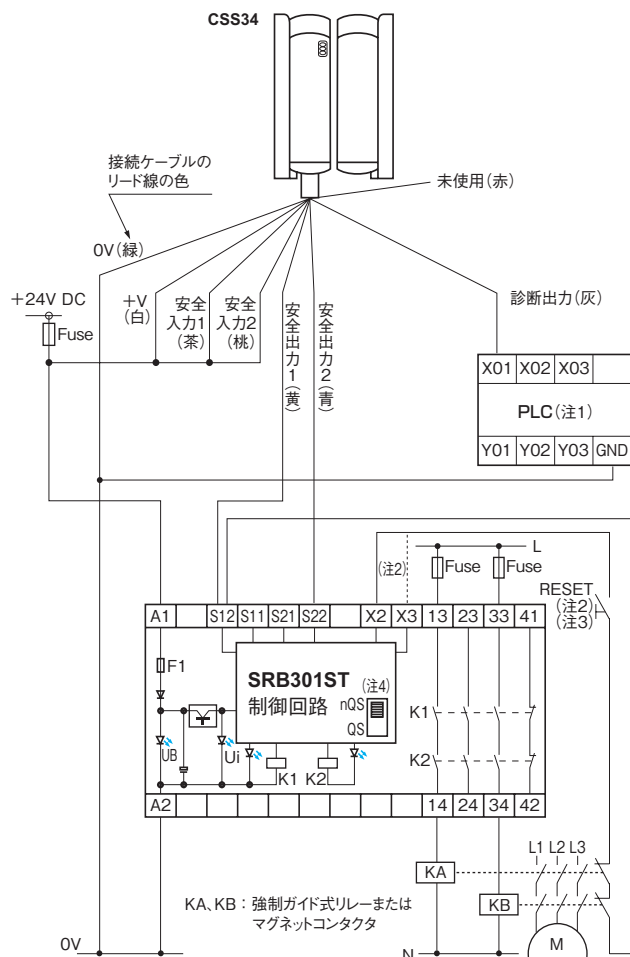 CSS34
接続ケーブルの
リード線の色
未使用(赤)
0V(緑)
+24V DC
+V
(白)
安全
入力1
(茶)
安全
入力2
(桃)
安全出力1(黄)
安全出力2(青)
診断出力(灰)
Fuse
X01 X02 X03
PLC(注1)
Y01 Y02 Y03 GND
(注2)
L
Fuse
Fuse
RESET
(注2)
(注3)
A1 S12 S11 S21 S22 X2 X3 13 23 33 41
F1
SRB301ST
制御回路
(注4)
nQS
QS
K1
K2
UB
Ui
K1
K2
A2 14 24 34 42
L1 L2 L3
KA
KB
KA、KB:強制ガイド式リレーまたは
マグネットコンタクタ
0V
N
M